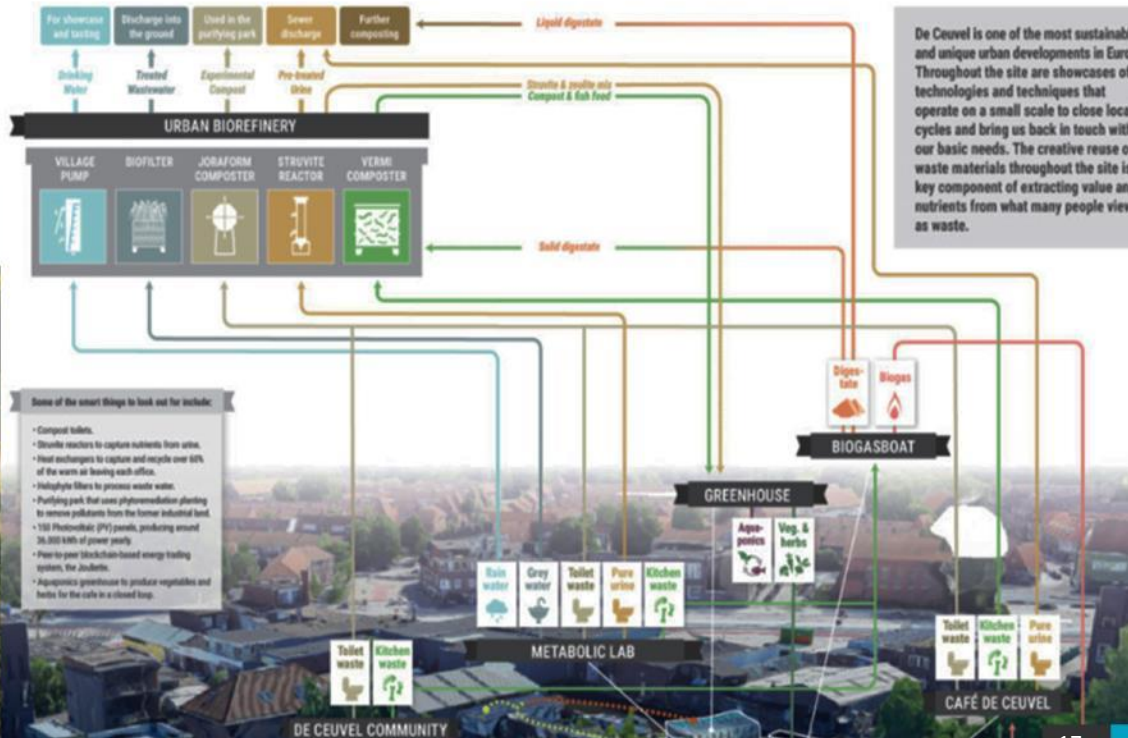 For showcase
and tasting
Discharge into
the ground
Used in the
purifying park
Sewer
discharge
Further
composting
Liquid digestate
Drinking
Water
Treated
Wastewater
Experimental
Compost
Pre-treated
Urine
Struvite & zeolite mix
Compost & fish food
URBAN BIOREFINERY
VILLAGE
PUMP
BIOFILTER
JORAFORM
COMPOSTER
STRUVITE
REACTOR
VERMI
COMPOSTER
Solid digestate
De Ceuvel is one of the most sustainab
and unique urban developments in Euro
Throughout the site are showcases of
technologies and techniques that
operate on a small scale to close loca
cycles and bring us back in touch with
our basic needs. The creative reuse o
waste materials throughout the site is
key component of extracting value an
nutrients from what many people view
as waste.
Some of the smart things to look out for include:
• Compost toilets.
• Struvite reactors to capture nutrients from urine.
• Heat exchangers to capture and recycle over 60%
of the warm air leaving each office.
• Helophyte filters to process waste water.
• Purifying park that uses phytoremediation planting
to remove pollutants from the former industrial land.
• 150 Photovoltaic (PV) panels, producing around
36.000 kWh of power yearly.
• Peer-to-peer blockchain-based energy trading
system, the Jouliette.
• Aquaponics greenhouse to produce vegetables and
herbs for the cafe in a closed loop.
Diges-
tate
Biogas
BIOGASBOAT
GREENHOUSE
Aqua-
ponics
Veg. &
herbs
Rain
water
Grey
water
Toilet
waste
Pure
urine
Kitchen
waste
METABOLIC LAB
Toilet
waste
Kitchen
waste
DE CEUVEL COMMUNITY
Toilet
waste
Kitchen
waste
Pure
urine
CAFÉ DE CEUVEL